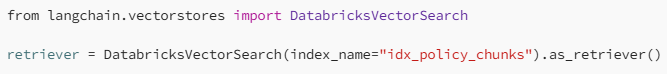 from langchain.vectorstores import DatabricksVectorSearch
retriever = DatabricksVectorSearch(index_name="idx_policy_chunks").as_retriever()